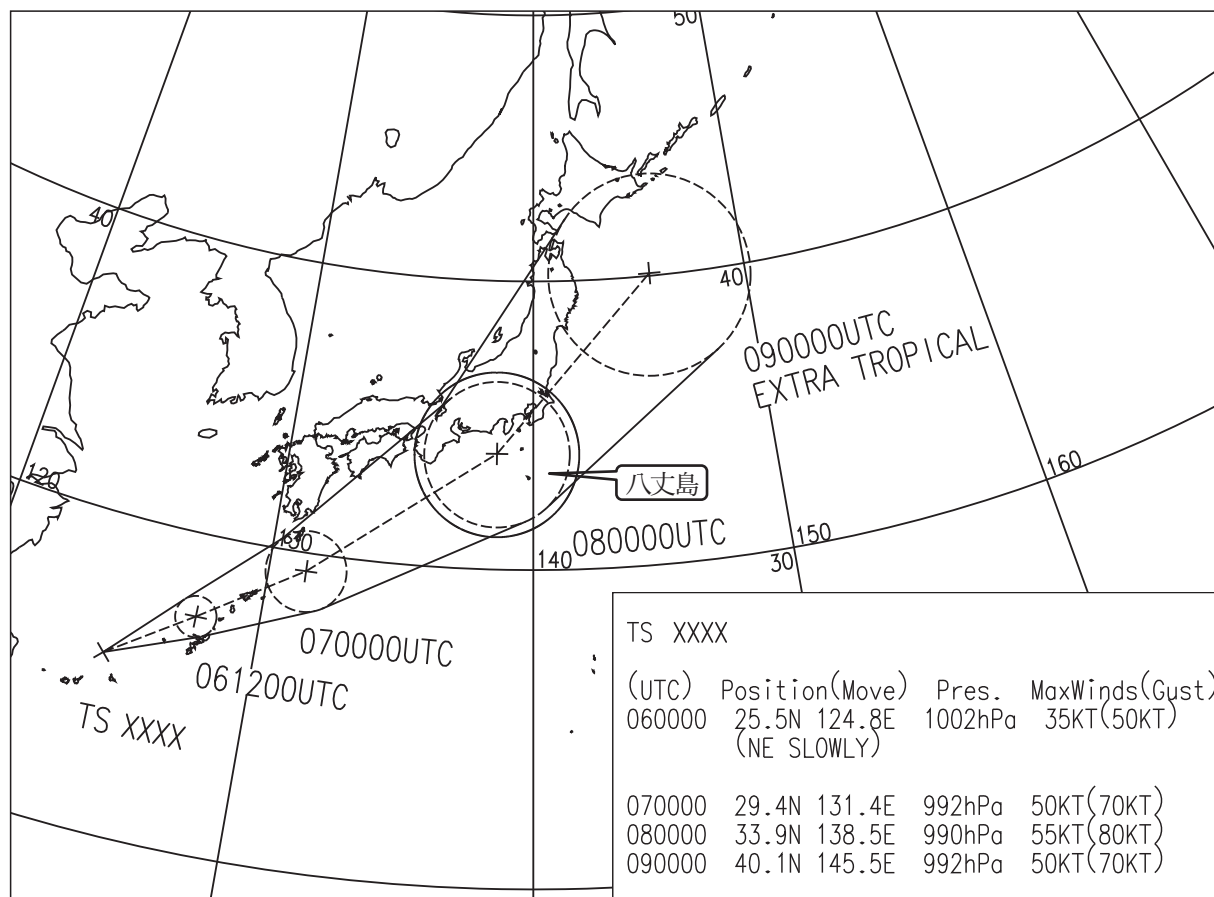 50
40
40
090000UTC
EXTRA TROPICAL
120
160
八丈島
130
140
080000UTC
150
30
070000UTC
061200UTC
TS XXXX
TS XXXX
(UTC) Position(Move) Pres. MaxWinds(Gust)
060000 25.5N 124.8E 1002hPa 35KT(50KT)
(NE SLOWLY)
070000 29.4N 131.4E 992hPa 50KT(70KT)
080000 33.9N 138.5E 990hPa 55KT(80KT)
090000 40.1N 145.5E 992hPa 50KT(70KT)